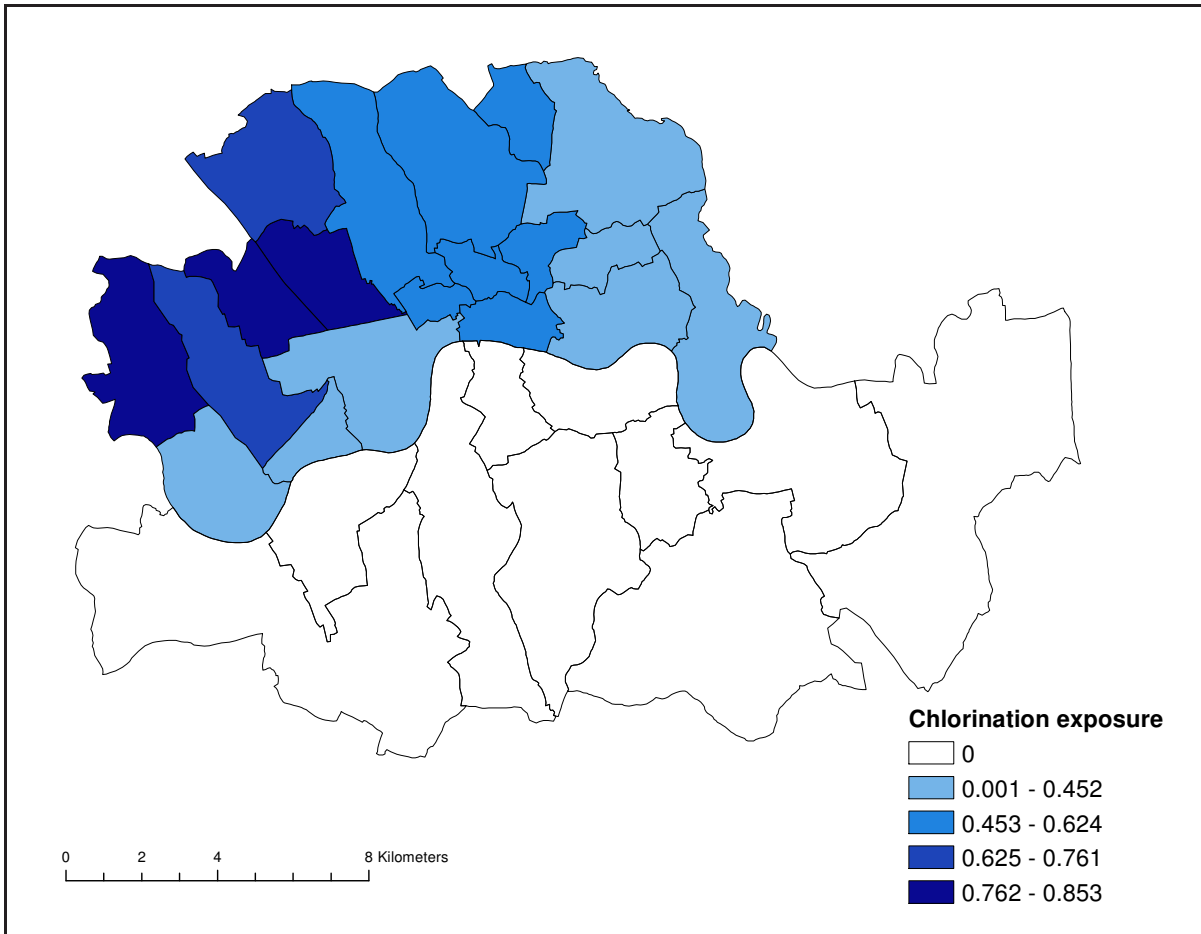 Chlorination exposure
0
0.001 - 0.452
0.453 - 0.624
0.625 - 0.761
0.762 - 0.853
0 2 4 8 Kilometers